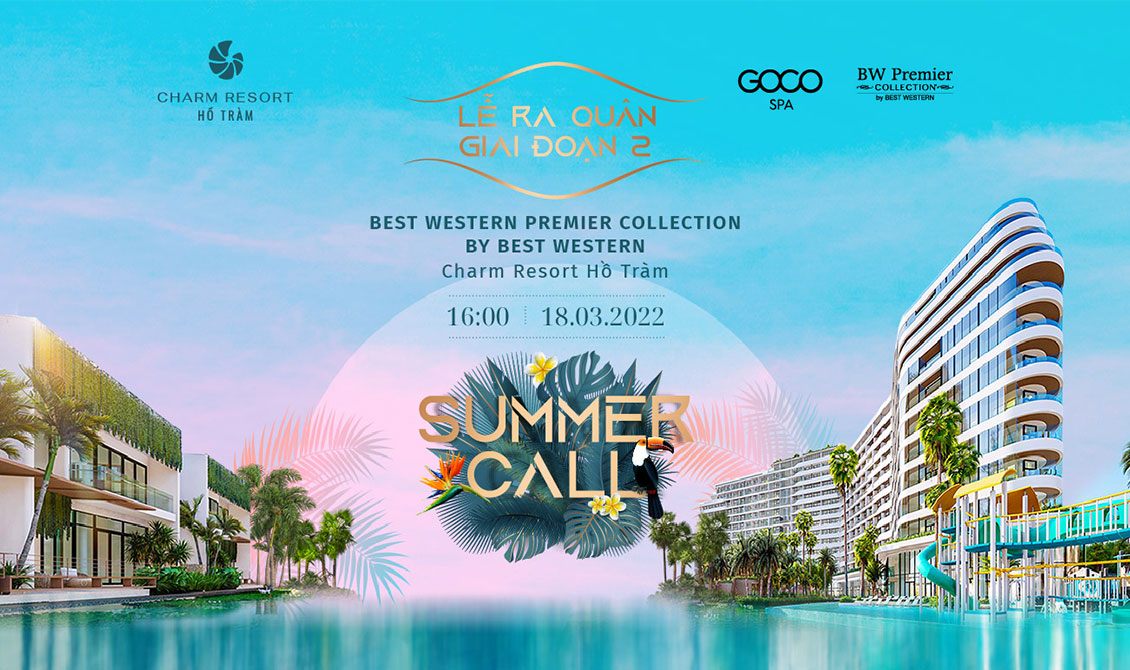 CHARM RESORT
HỒ TRÀM
LỄ RA QUÂN
GIAI ĐOẠN 2
GOCO
SPA
BW Premier
COLLECTION
by BEST WESTERN
BEST WESTERN PREMIER COLLECTION
BY BEST WESTERN
Charm Resort Hồ Tràm
16:00 18.03.2022
SUMMER
CALL